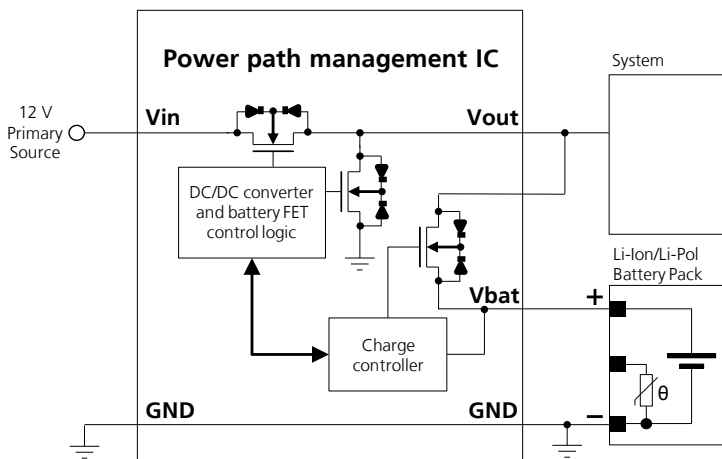 Power path management IC
System
12 V
Primary
Source
Vin
Vout
DC/DC converter
and battery FET
control logic
Li-Ion/Li-Pol
Battery Pack
Vbat
+
Charge
controller
θ
GND
GND
–